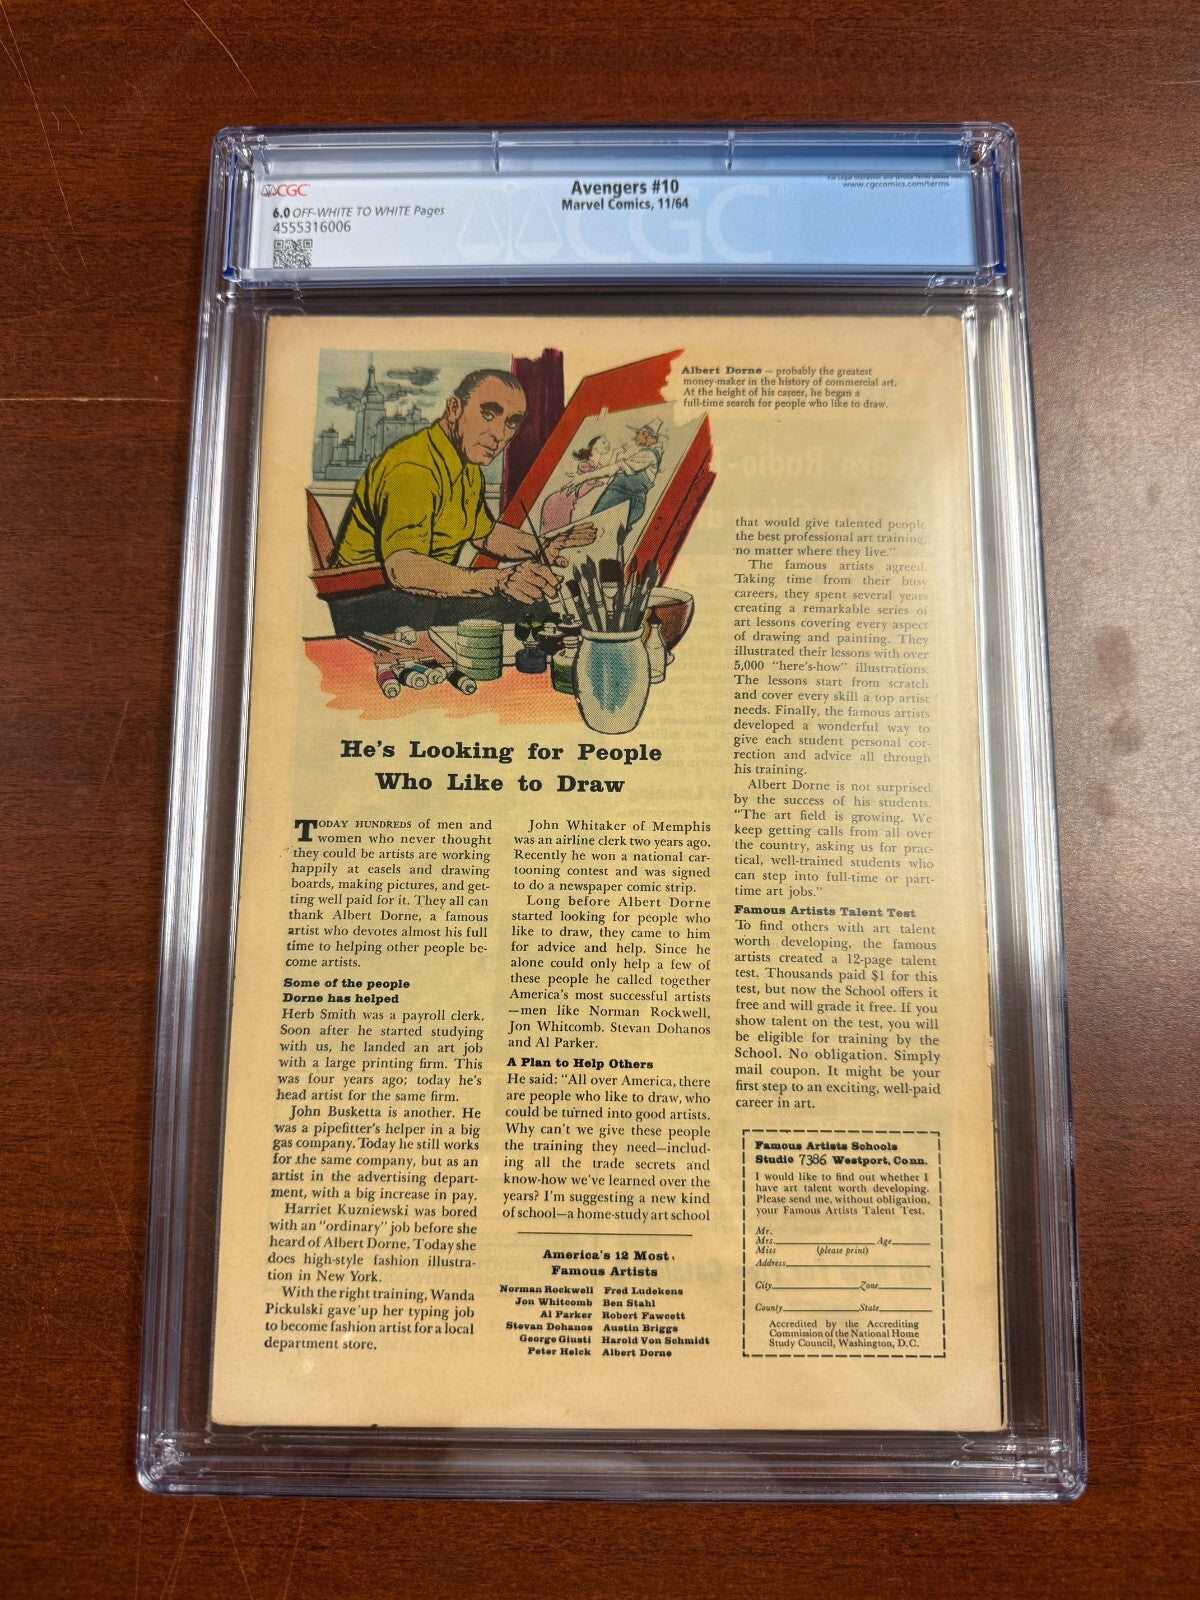 CGC
6.0 OFF-WHITE TO WHITE Pages
4555316006
Avengers #10
Marvel Comics, 11/64
For Legal Disclaimer and Service Terms please visit:
www.cgccomics.com/terms
CGC
Albert Dorne — probably the greatest
money-maker in the history of commercial art.
At the height of his career, he began a
full-time search for people who like to draw.
He's Looking for People
Who Like to Draw
TODAY HUNDREDS of men and
women who never thought
they could be artists are working
happily at easels and drawing
boards, making pictures, and get-
ting well paid for it. They all can
thank Albert Dorne, a famous
artist who devotes almost his full
time to helping other people be-
come artists.
Some of the people
Dorne has helped
Herb Smith was a payroll clerk.
Soon after he started studying
with us, he landed an art job
with a large printing firm. This
was four years ago; today he's
head artist for the same firm.
John Busketta is another. He
was a pipefitter's helper in a big
gas company. Today he still works
for the same company, but as an
artist in the advertising depart-
ment, with a big increase in pay.
Harriet Kuzniewski was bored
with an "ordinary" job before she
heard of Albert Dorne. Today she
does high-style fashion illustra-
tion in New York.
With the right training, Wanda
Pickulski gave up her typing job
to become fashion artist for a local
department store.
John Whitaker of Memphis
was an airline clerk two years ago.
Recently he won a national car-
tooning contest and was signed
to do a newspaper comic strip.
Long before Albert Dorne
started looking for people who
like to draw, they came to him
for advice and help. Since he
alone could only help a few of
these people he called together
America's most successful artists
—men like Norman Rockwell,
Jon Whitcomb, Stevan Dohanos
and Al Parker.
A Plan to Help Others
He said: "All over America, there
are people who like to draw, who
could be turned into good artists.
Why can't we give these people
the training they need—includ-
ing all the trade secrets and
know-how we've learned over the
years? I'm suggesting a new kind
of school—a home-study art school
America's 12 Most
Famous Artists
Norman Rockwell Fred Ludekens
Jon Whitcomb Ben Stahl
Al Parker Robert Fawcett
Stevan Dohanos Austin Briggs
George Giusti Harold Von Schmidt
Peter Helck Albert Dorne
that would give talented people
the best professional art training,
no matter where they live."
The famous artists agreed.
Taking time from their busy
careers, they spent several years
creating a remarkable series of
art lessons covering every aspect
of drawing and painting. They
illustrated their lessons with over
5,000 "here's-how" illustrations.
The lessons start from scratch
and cover every skill a top artist
needs. Finally, the famous artists
developed a wonderful way to
give each student personal cor-
rection and advice all through
his training.
Albert Dorne is not surprised
by the success of his students.
"The art field is growing. We
keep getting calls from all over
the country, asking us for prac-
tical, well-trained students who
can step into full-time or part-
time art jobs."
Famous Artists Talent Test
To find others with art talent
worth developing, the famous
artists created a 12-page talent
test. Thousands paid $1 for this
test, but now the School offers it
free and will grade it free. If you
show talent on the test, you will
be eligible for training by the
School. No obligation. Simply
mail coupon. It might be your
first step to an exciting, well-paid
career in art.
Famous Artists Schools
Studio 7386 Westport, Conn.
I would like to find out whether I
have art talent worth developing.
Please send me, without obligation,
your Famous Artists Talent Test.
Mr.
Mrs. Age
Miss (please print)
Address
City Zone
County State
Accredited by the Accrediting
Commission of the National Home
Study Council, Washington, D.C.